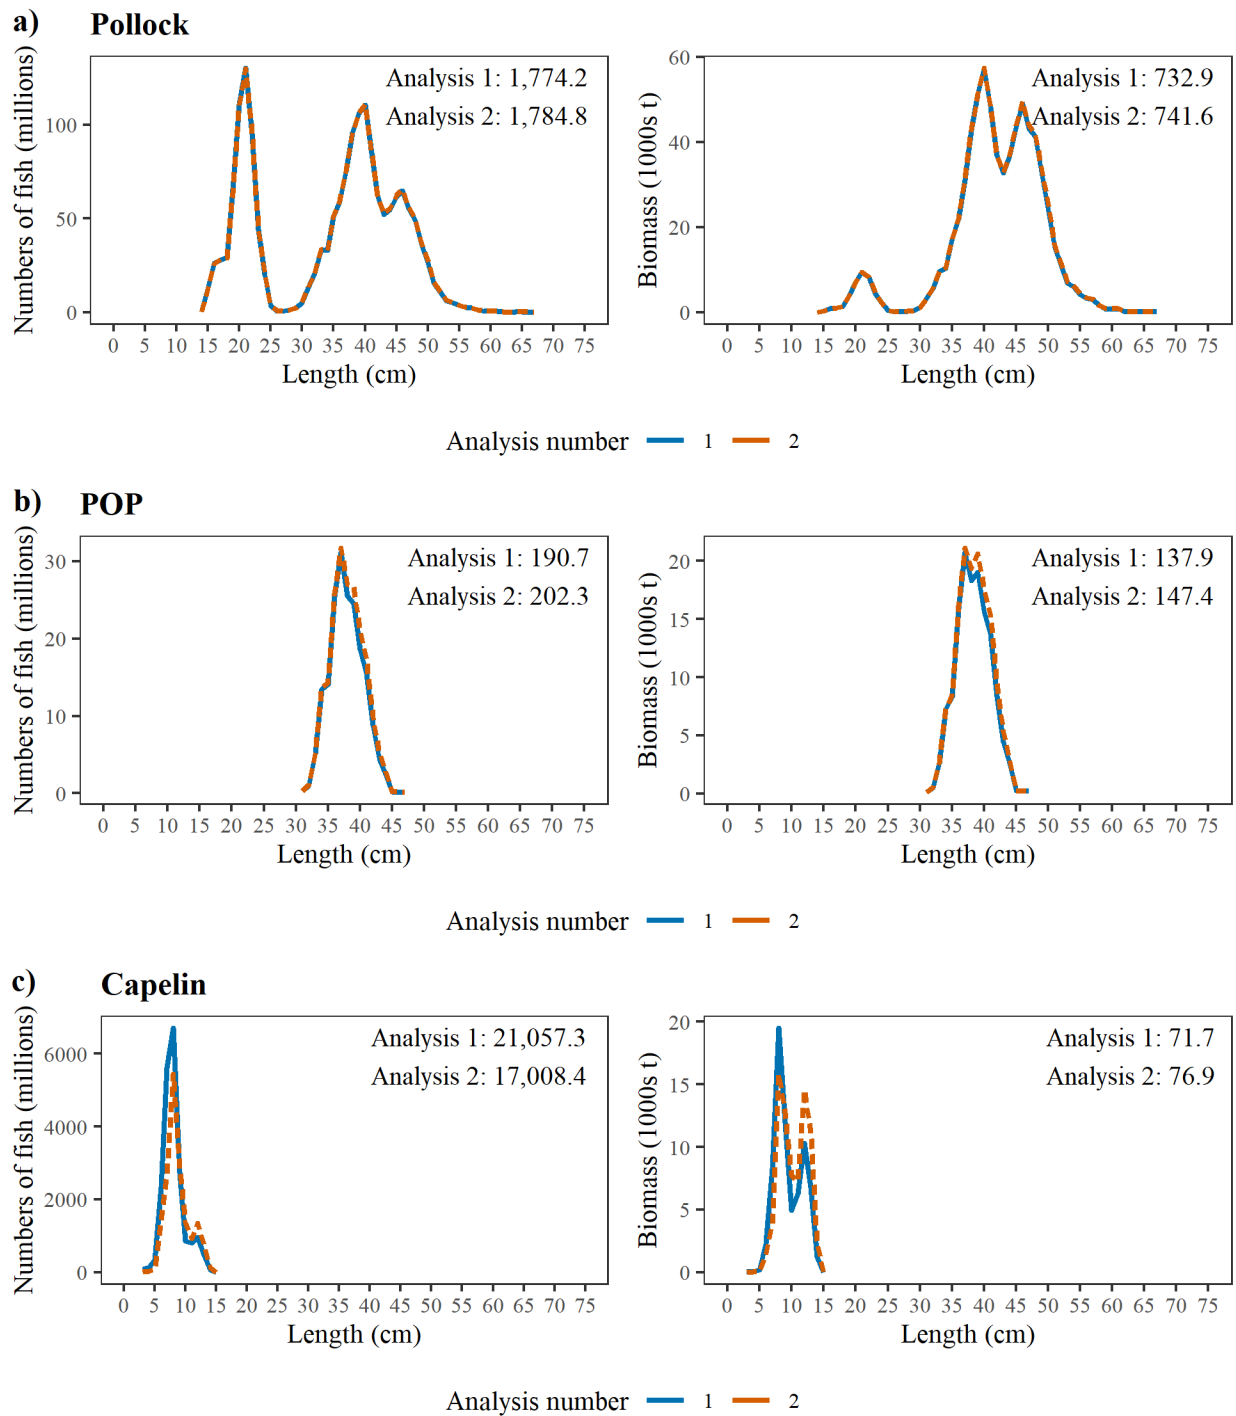 a) Pollock
Numbers of fish (millions)
100
50
0
Analysis 1: 1,774.2
Analysis 2: 1,784.8
0 5 10 15 20 25 30 35 40 45 50 55 60 65 70 75
Length (cm)
Biomass (1000s t)
60
40
20
0
Analysis 1: 732.9
Analysis 2: 741.6
0 5 10 15 20 25 30 35 40 45 50 55 60 65 70 75
Length (cm)
Analysis number 1 2
b) POP
Numbers of fish (millions)
30
20
10
0
Analysis 1: 190.7
Analysis 2: 202.3
0 5 10 15 20 25 30 35 40 45 50 55 60 65 70 75
Length (cm)
Biomass (1000s t)
20
15
10
5
0
Analysis 1: 137.9
Analysis 2: 147.4
0 5 10 15 20 25 30 35 40 45 50 55 60 65 70 75
Length (cm)
Analysis number 1 2
c) Capelin
Numbers of fish (millions)
6000
4000
2000
0
Analysis 1: 21,057.3
Analysis 2: 17,008.4
0 5 10 15 20 25 30 35 40 45 50 55 60 65 70 75
Length (cm)
Biomass (1000s t)
20
15
10
5
0
Analysis 1: 71.7
Analysis 2: 76.9
0 5 10 15 20 25 30 35 40 45 50 55 60 65 70 75
Length (cm)
Analysis number 1 2